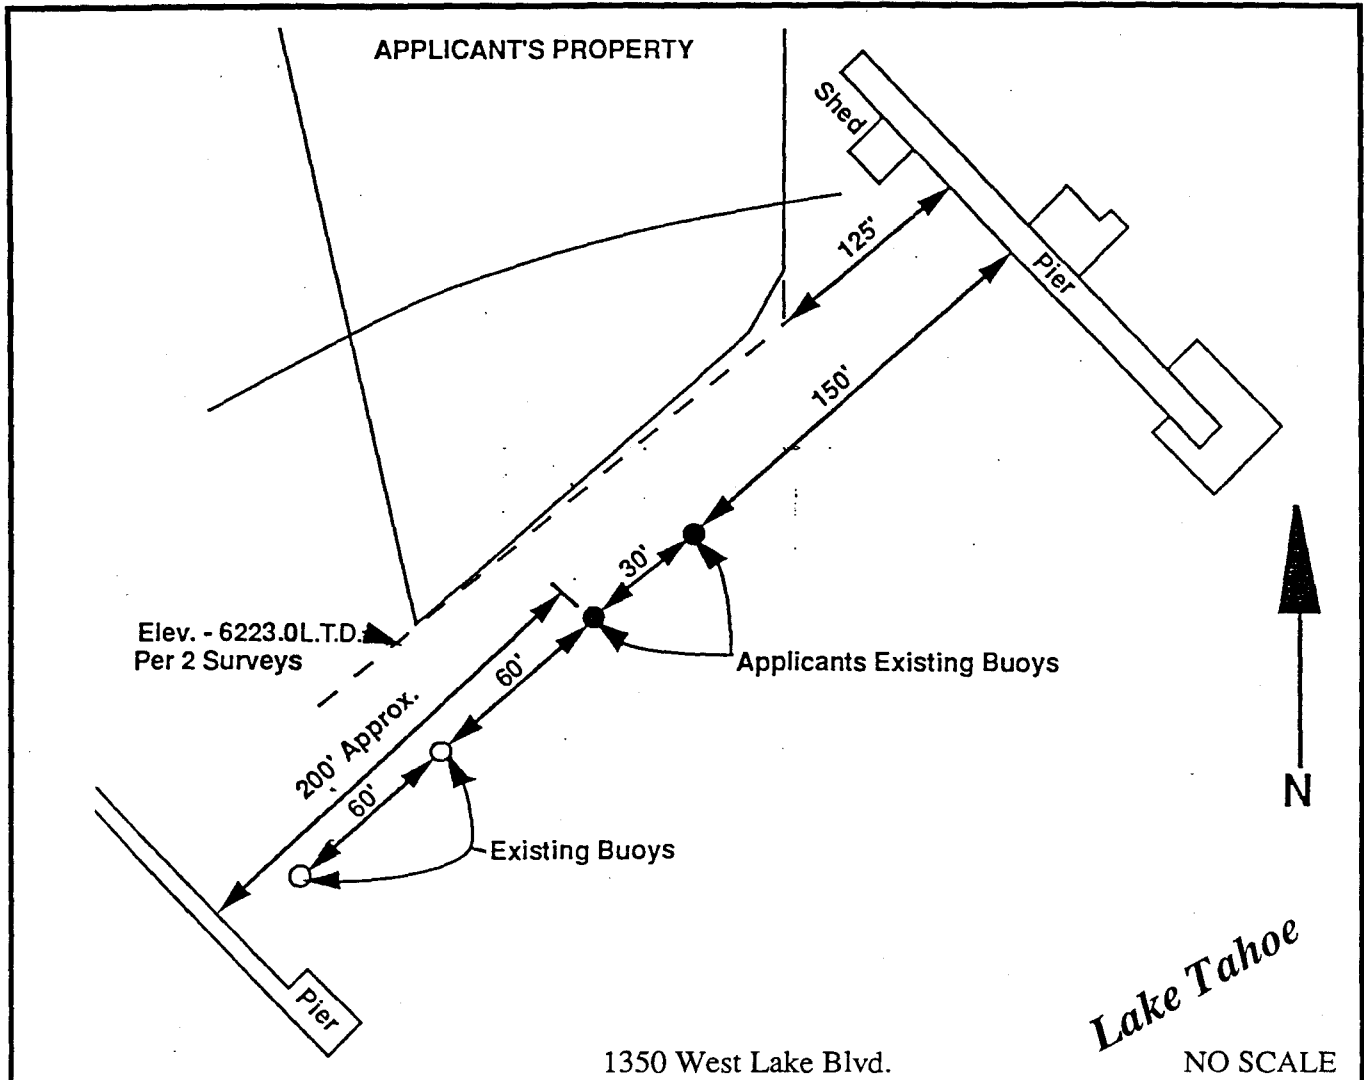 APPLICANT'S PROPERTY
Shed
125'
Pier
150'
30'
Elev. - 6223.0L.T.D.
Per 2 Surveys
60'
Applicants Existing Buoys
200' Approx.
60'
N
Existing Buoys
Pier
Lake Tahoe
1350 West Lake Blvd.
NO SCALE